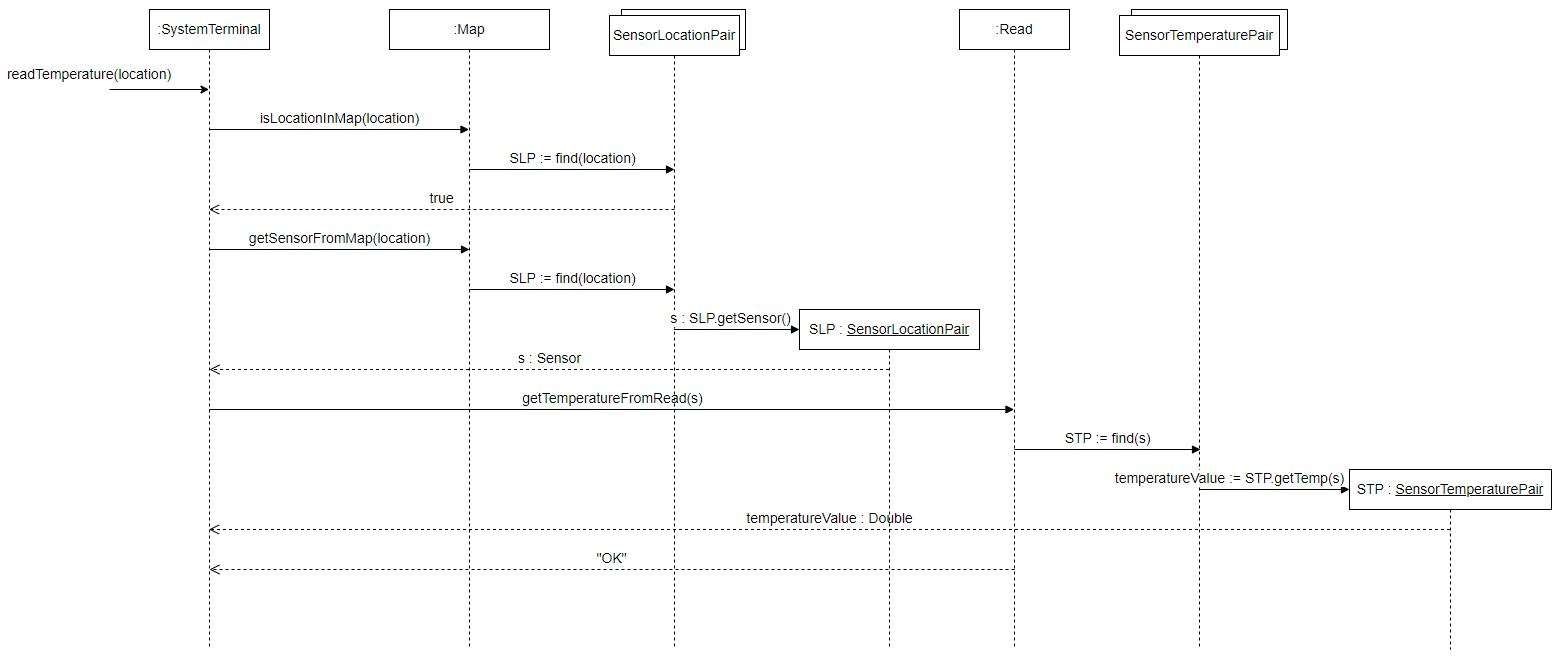 :SystemTerminal
:Map
SensorLocationPair
:Read
SensorTemperaturePair
readTemperature(location)
isLocationInMap(location)
SLP := find(location)
true
getSensorFromMap(location)
SLP := find(location)
s : SLP.getSensor()
SLP : SensorLocationPair
s : Sensor
getTemperatureFromRead(s)
STP := find(s)
temperatureValue := STP.getTemp(s)
STP : SensorTemperaturePair
temperatureValue : Double
"OK"